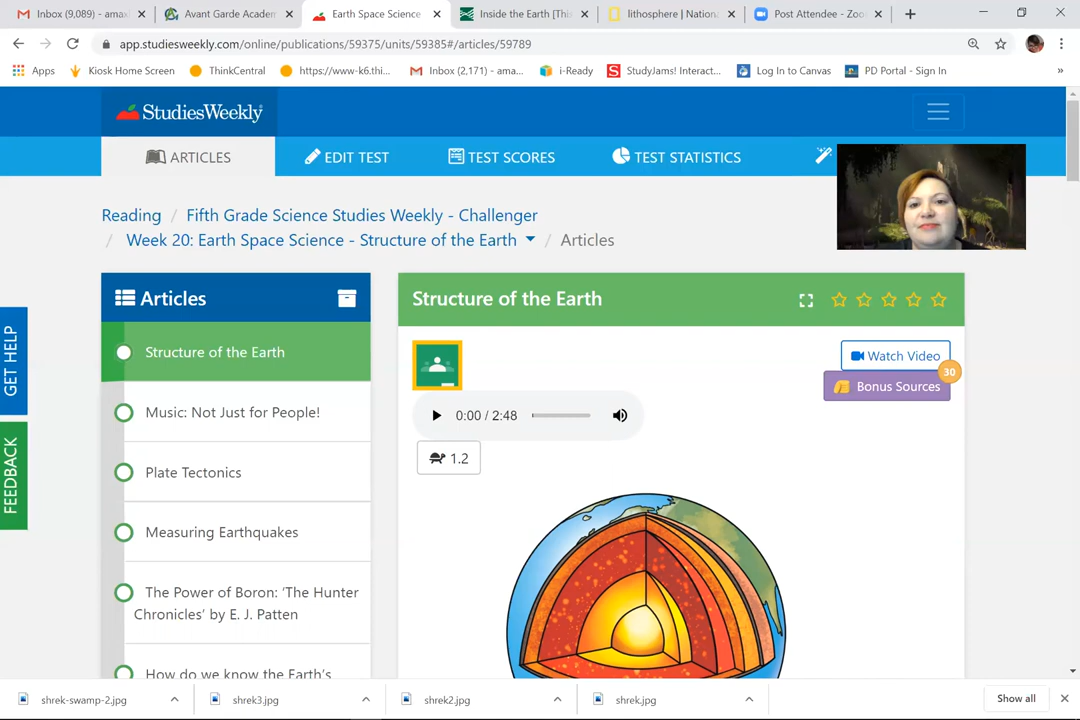 Inbox (9,089) - amax
Avant Garde Academ
Earth Space Science
Inside the Earth [Thi
lithosphere | Nation
Post Attendee - Zoo
app.studiesweekly.com/online/publications/59375/units/59385#/articles/59789
Apps
Kiosk Home Screen
ThinkCentral
https://www-k6.thi...
Inbox (2,171) - ama...
i-Ready
StudyJams! Interact...
Log In to Canvas
PD Portal - Sign In
»
StudiesWeekly
ARTICLES
EDIT TEST
TEST SCORES
TEST STATISTICS
Reading / Fifth Grade Science Studies Weekly - Challenger
/ Week 20: Earth Space Science - Structure of the Earth / Articles
GET HELP
FEEDBACK
Articles
Structure of the Earth
Music: Not Just for People!
Plate Tectonics
Measuring Earthquakes
The Power of Boron: ‘The Hunter
Chronicles’ by E. J. Patten
How do we know the Earth’s
Structure of the Earth
Watch Video
30
Bonus Sources
0:00 / 2:48
1.2
shrek-swamp-2.jpg
shrek3.jpg
shrek2.jpg
shrek.jpg
Show all